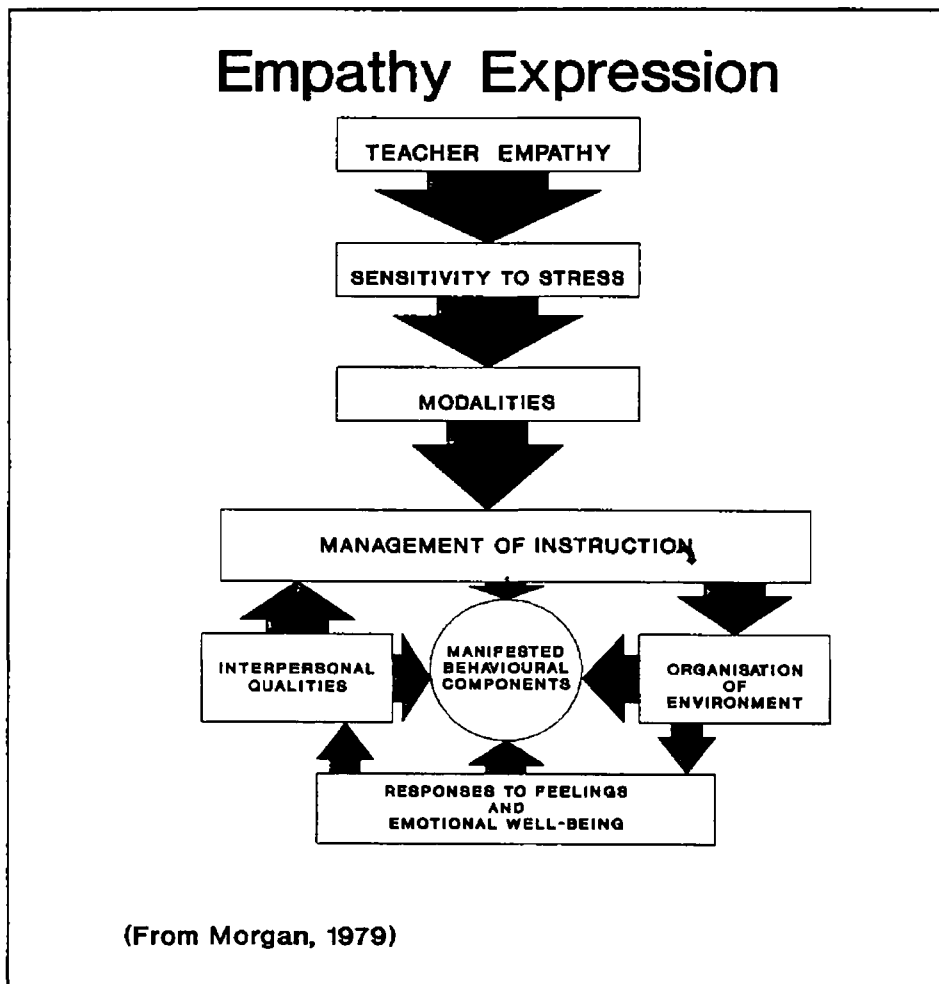 Empathy Expression
TEACHER EMPATHY
SENSITIVITY TO STRESS
MODALITIES
MANAGEMENT OF INSTRUCTION
INTERPERSONAL
QUALITIES
MANIFESTED
BEHAVIOURAL
COMPONENTS
ORGANISATION
OF
ENVIRONMENT
RESPONSES TO FEELINGS
AND
EMOTIONAL WELL-BEING
(From Morgan, 1979)